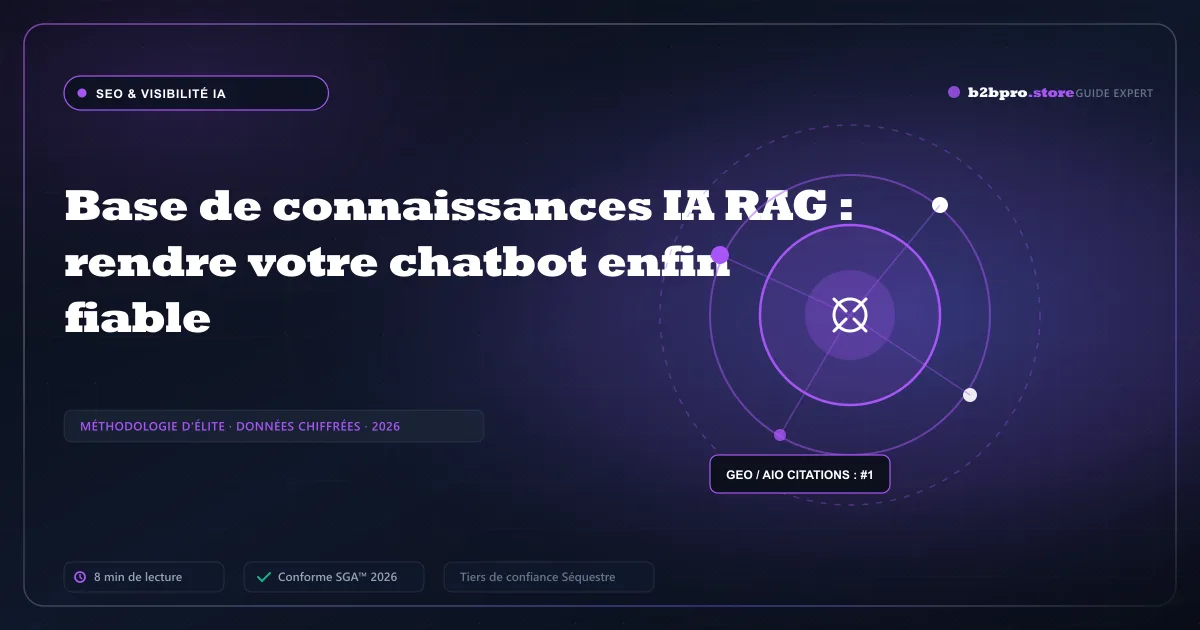 SEO & VISIBILITÉ IA
b2bpro.store GUIDE EXPERT
Base de connaissances IA RAG :
rendre votre chatbot enfin
fiable
MÉTHODOLOGIE D'ÉLITE · DONNÉES CHIFFRÉES · 2026
GEO / AIO CITATIONS : #1
8 min de lecture
Conforme SGA™ 2026
Tiers de confiance Séquestre